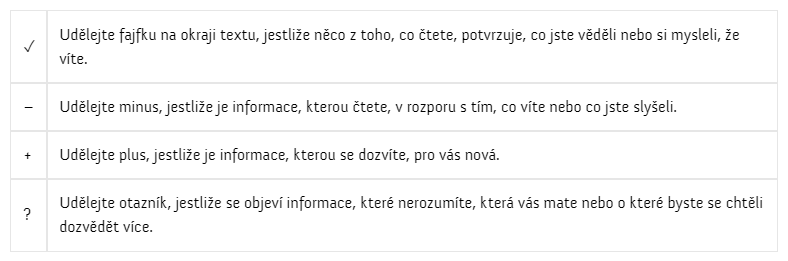 ✓ Udělejte fajfku na okraji textu, jestliže něco z toho, co čtete, potvrzuje, co jste věděli nebo si mysleli, že
víte.
– Udělejte minus, jestliže je informace, kterou čtete, v rozporu s tím, co víte nebo co jste slyšeli.
+ Udělejte plus, jestliže je informace, kterou se dozvíte, pro vás nová.
? Udělejte otazník, jestliže se objeví informace, které nerozumíte, která vás mate nebo o které byste se chtěli
dozvědět více.